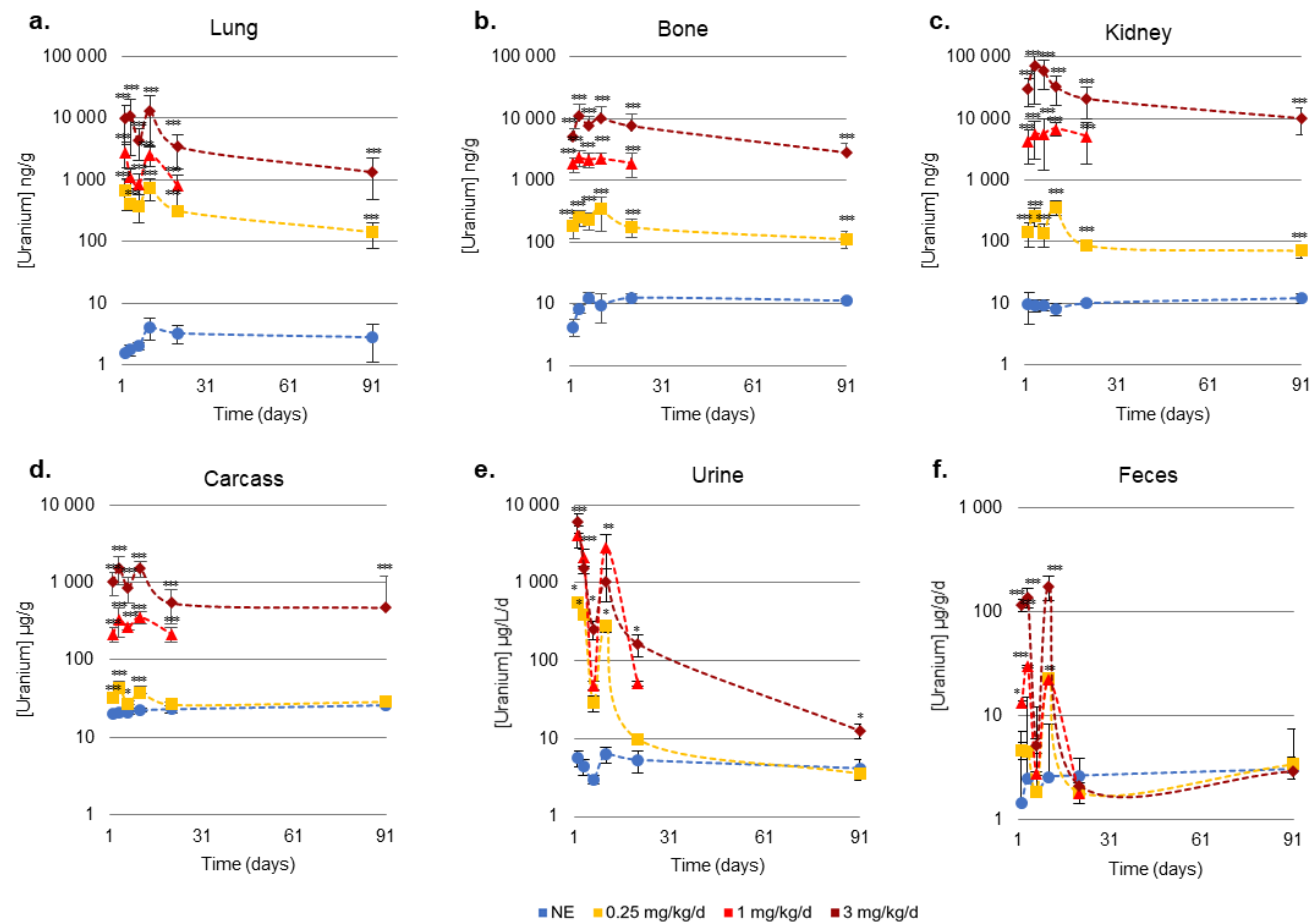 a. Lung
100 000
10 000
1 000
100
10
1
[Uranium] ng/g
1 31 61 91
Time (days)
b. Bone
100 000
10 000
1 000
100
10
1
[Uranium] ng/g
1 31 61 91
Time (days)
c. Kidney
100 000
10 000
1 000
100
10
1
[Uranium] ng/g
1 31 61 91
Time (days)
d. Carcass
10 000
1 000
100
10
1
[Uranium] µg/g
1 31 61 91
Time (days)
e. Urine
10 000
1 000
100
10
1
[Uranium] µg/L/d
1 31 61 91
Time (days)
f. Feces
1 000
100
10
1
[Uranium] µg/g/d
1 31 61 91
Time (days)
NE 0.25 mg/kg/d 1 mg/kg/d 3 mg/kg/d